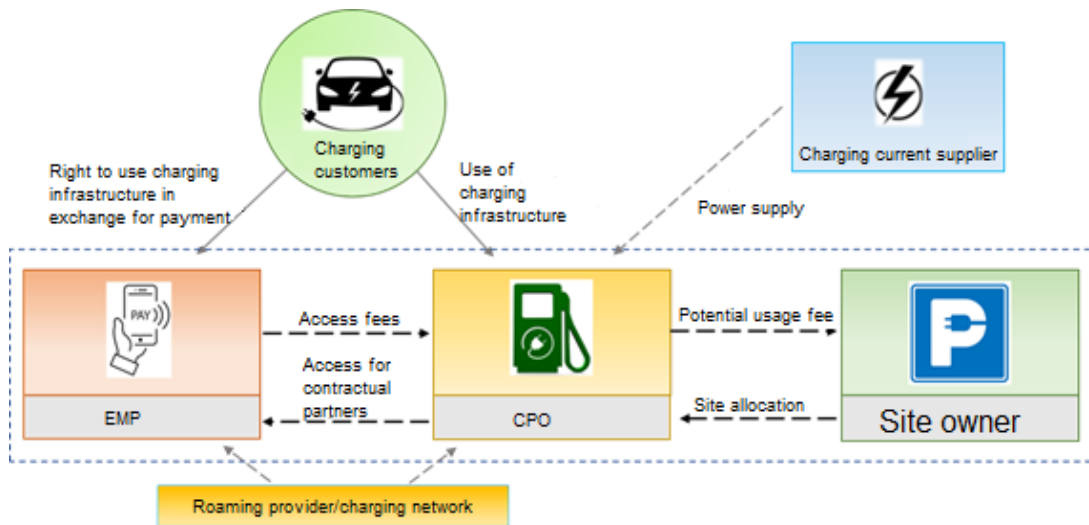 Charging
customers
Charging current supplier
Right to use charging
infrastructure in
exchange for payment
Use of
charging
infrastructure
Power supply
PAY
Access fees
Access for
contractual
partners
EMP
CPO
Potential usage fee
Site allocation
P
Site owner
Roaming provider/charging network